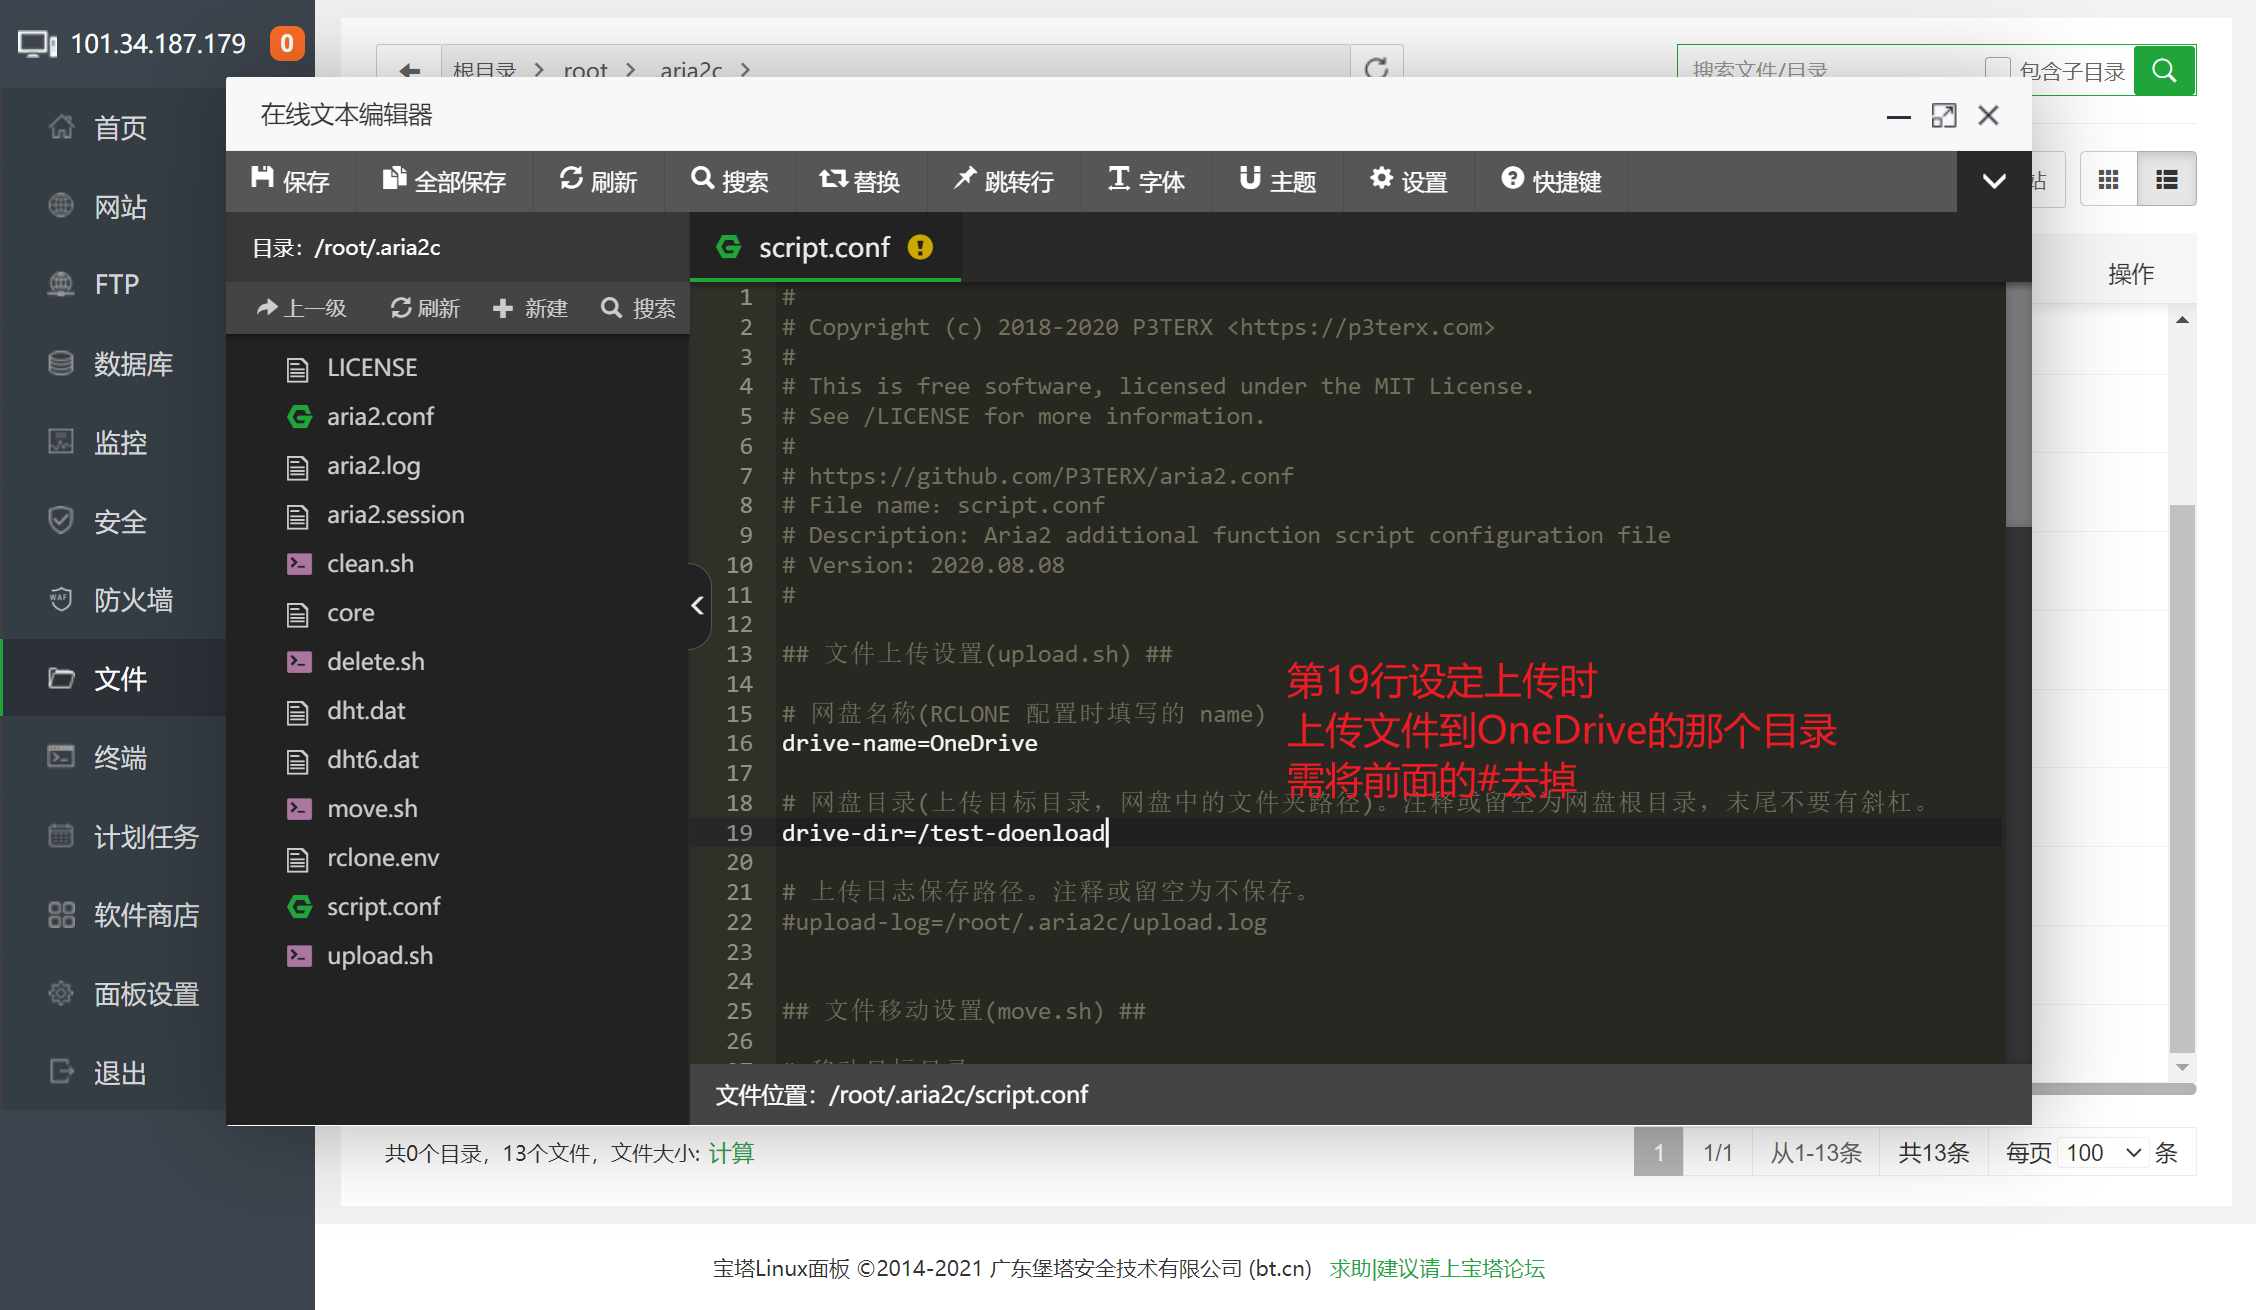 101.34.187.179 0
首页
网站
FTP
数据库
监控
安全
防火墙
文件
终端
计划任务
软件商店
面板设置
退出
根目录 root .aria2c
搜索文件/目录 包含子目录
站
操作
在线文本编辑器
保存 全部保存 刷新 搜索 替换 跳转行 字体 主题 设置 快捷键
目录：/root/.aria2c
上一级 刷新 新建 搜索
LICENSE
aria2.conf
aria2.log
aria2.session
clean.sh
core
delete.sh
dht.dat
dht6.dat
move.sh
rclone.env
script.conf
upload.sh
script.conf
1 #
2 # Copyright (c) 2018-2020 P3TERX <https://p3terx.com>
3 #
4 # This is free software, licensed under the MIT License.
5 # See /LICENSE for more information.
6 #
7 # https://github.com/P3TERX/aria2.conf
8 # File name：script.conf
9 # Description: Aria2 additional function script configuration file
10 # Version: 2020.08.08
11 #
12
13 ## 文件上传设置(upload.sh) ##
14
15 # 网盘名称(RCLONE 配置时填写的 name)
16 drive-name=OneDrive
17
18 # 网盘目录(上传目标目录，网盘中的文件夹路径)。注释或留空为网盘根目录，末尾不要有斜杠。
19 drive-dir=/test-doenload
20
21 # 上传日志保存路径。注释或留空为不保存。
22 #upload-log=/root/.aria2c/upload.log
23
24
25 ## 文件移动设置(move.sh) ##
26
第19行设定上传时
上传文件到OneDrive的那个目录
需将前面的#去掉
文件位置：/root/.aria2c/script.conf
共0个目录，13个文件，文件大小: 计算
1 1/1 从1-13条 共13条 每页 100 条
宝塔Linux面板 ©2014-2021 广东堡塔安全技术有限公司 (bt.cn) 求助|建议请上宝塔论坛